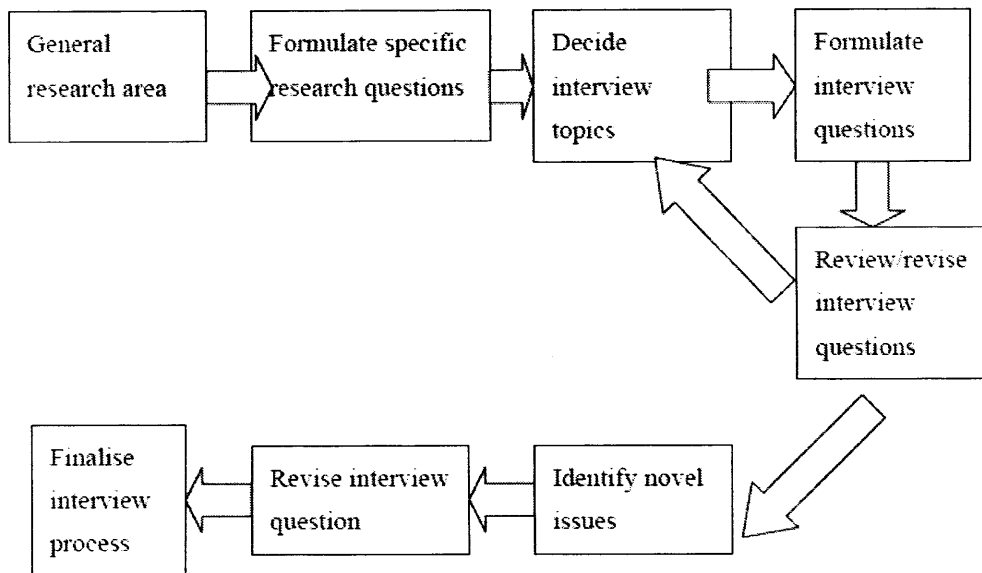 General
research area
Formulate specific
research questions
Decide
interview
topics
Formulate
interview
questions
Review/revise
interview
questions
Identify novel
issues
Revise interview
question
Finalise
interview
process